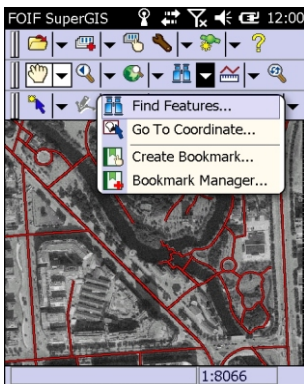 FOIF SuperGIS 12:00
Find Features...
Go To Coordinate...
Create Bookmark...
Bookmark Manager...
1:8066